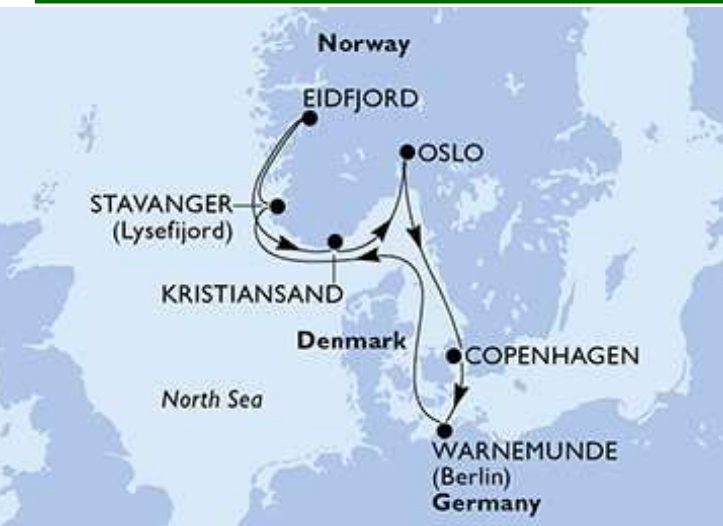 Norway
EIDFJORD
OSLO
STAVANGER
(Lysefijord)
KRISTIANSAND
Denmark
COPENHAGEN
North Sea
WARNEMUNDE
(Berlin)
Germany